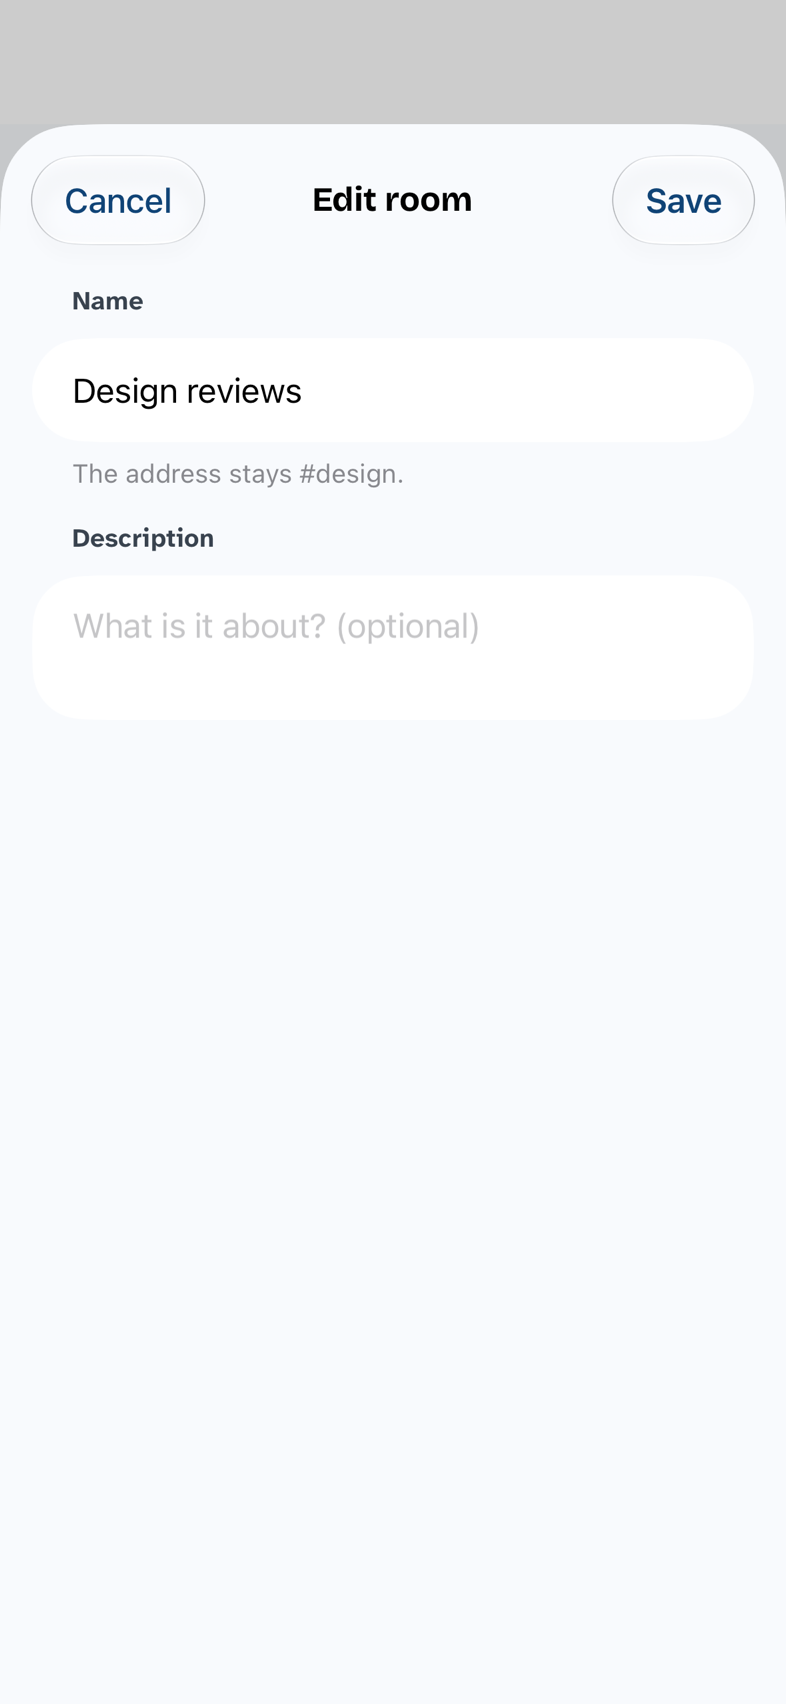 Cancel
Edit room
Save
Name
Design reviews
The address stays #design.
Description
What is it about? (optional)